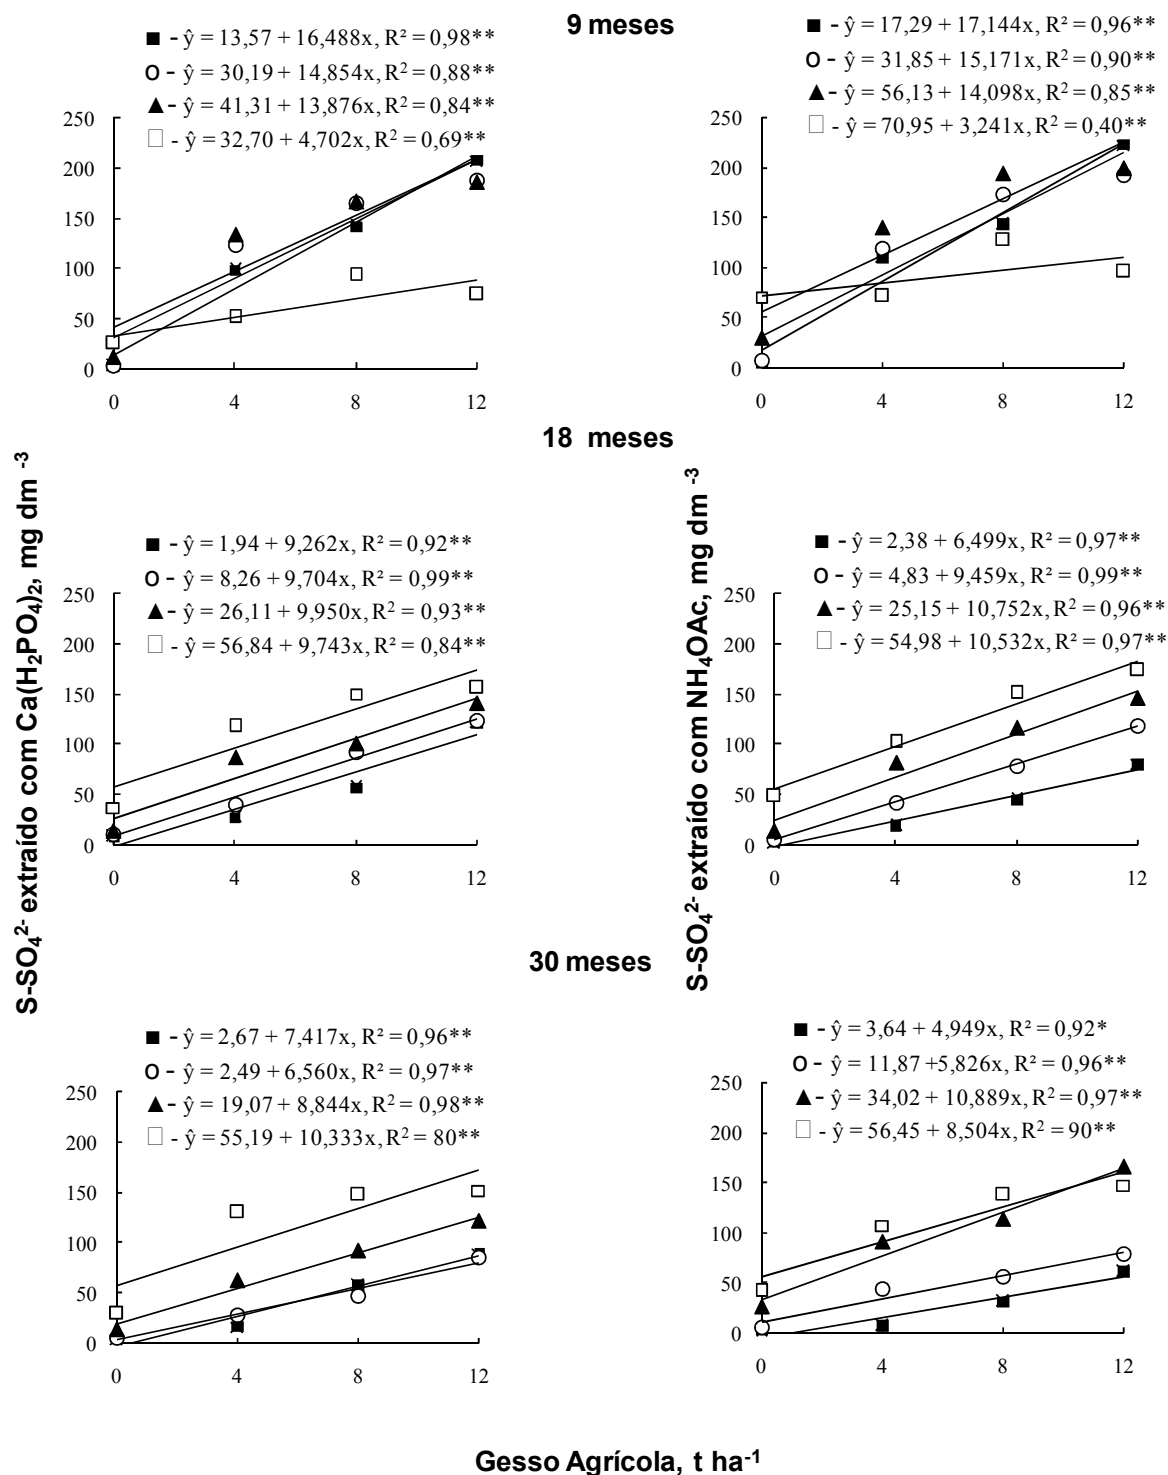 9 meses
■ - ŷ = 13,57 + 16,488x, R² = 0,98**
O - ŷ = 30,19 + 14,854x, R² = 0,88**
▲ - ŷ = 41,31 + 13,876x, R² = 0,84**
□ - ŷ = 32,70 + 4,702x, R² = 0,69**
250
200
150
100
50
0
0 4 8 12
■ - ŷ = 17,29 + 17,144x, R² = 0,96**
O - ŷ = 31,85 + 15,171x, R² = 0,90**
▲ - ŷ = 56,13 + 14,098x, R² = 0,85**
□ - ŷ = 70,95 + 3,241x, R² = 0,40**
250
200
150
100
50
0
0 4 8 12
18 meses
S-SO₄²⁻ extraído com Ca(H₂PO₄)₂, mg dm ⁻³
■ - ŷ = 1,94 + 9,262x, R² = 0,92**
O - ŷ = 8,26 + 9,704x, R² = 0,99**
▲ - ŷ = 26,11 + 9,950x, R² = 0,93**
□ - ŷ = 56,84 + 9,743x, R² = 0,84**
250
200
150
100
50
0
0 4 8 12
S-SO₄²⁻ extraído com NH₄OAc, mg dm ⁻³
■ - ŷ = 2,38 + 6,499x, R² = 0,97**
O - ŷ = 4,83 + 9,459x, R² = 0,99**
▲ - ŷ = 25,15 + 10,752x, R² = 0,96**
□ - ŷ = 54,98 + 10,532x, R² = 0,97**
250
200
150
100
50
0
0 4 8 12
30 meses
■ - ŷ = 2,67 + 7,417x, R² = 0,96**
O - ŷ = 2,49 + 6,560x, R² = 0,97**
▲ - ŷ = 19,07 + 8,844x, R² = 0,98**
□ - ŷ = 55,19 + 10,333x, R² = 80**
250
200
150
100
50
0
0 4 8 12
■ - ŷ = 3,64 + 4,949x, R² = 0,92*
O - ŷ = 11,87 +5,826x, R² = 0,96**
▲ - ŷ = 34,02 + 10,889x, R² = 0,97**
□ - ŷ = 56,45 + 8,504x, R² = 90**
250
200
150
100
50
0
0 4 8 12
Gesso Agrícola, t ha⁻¹